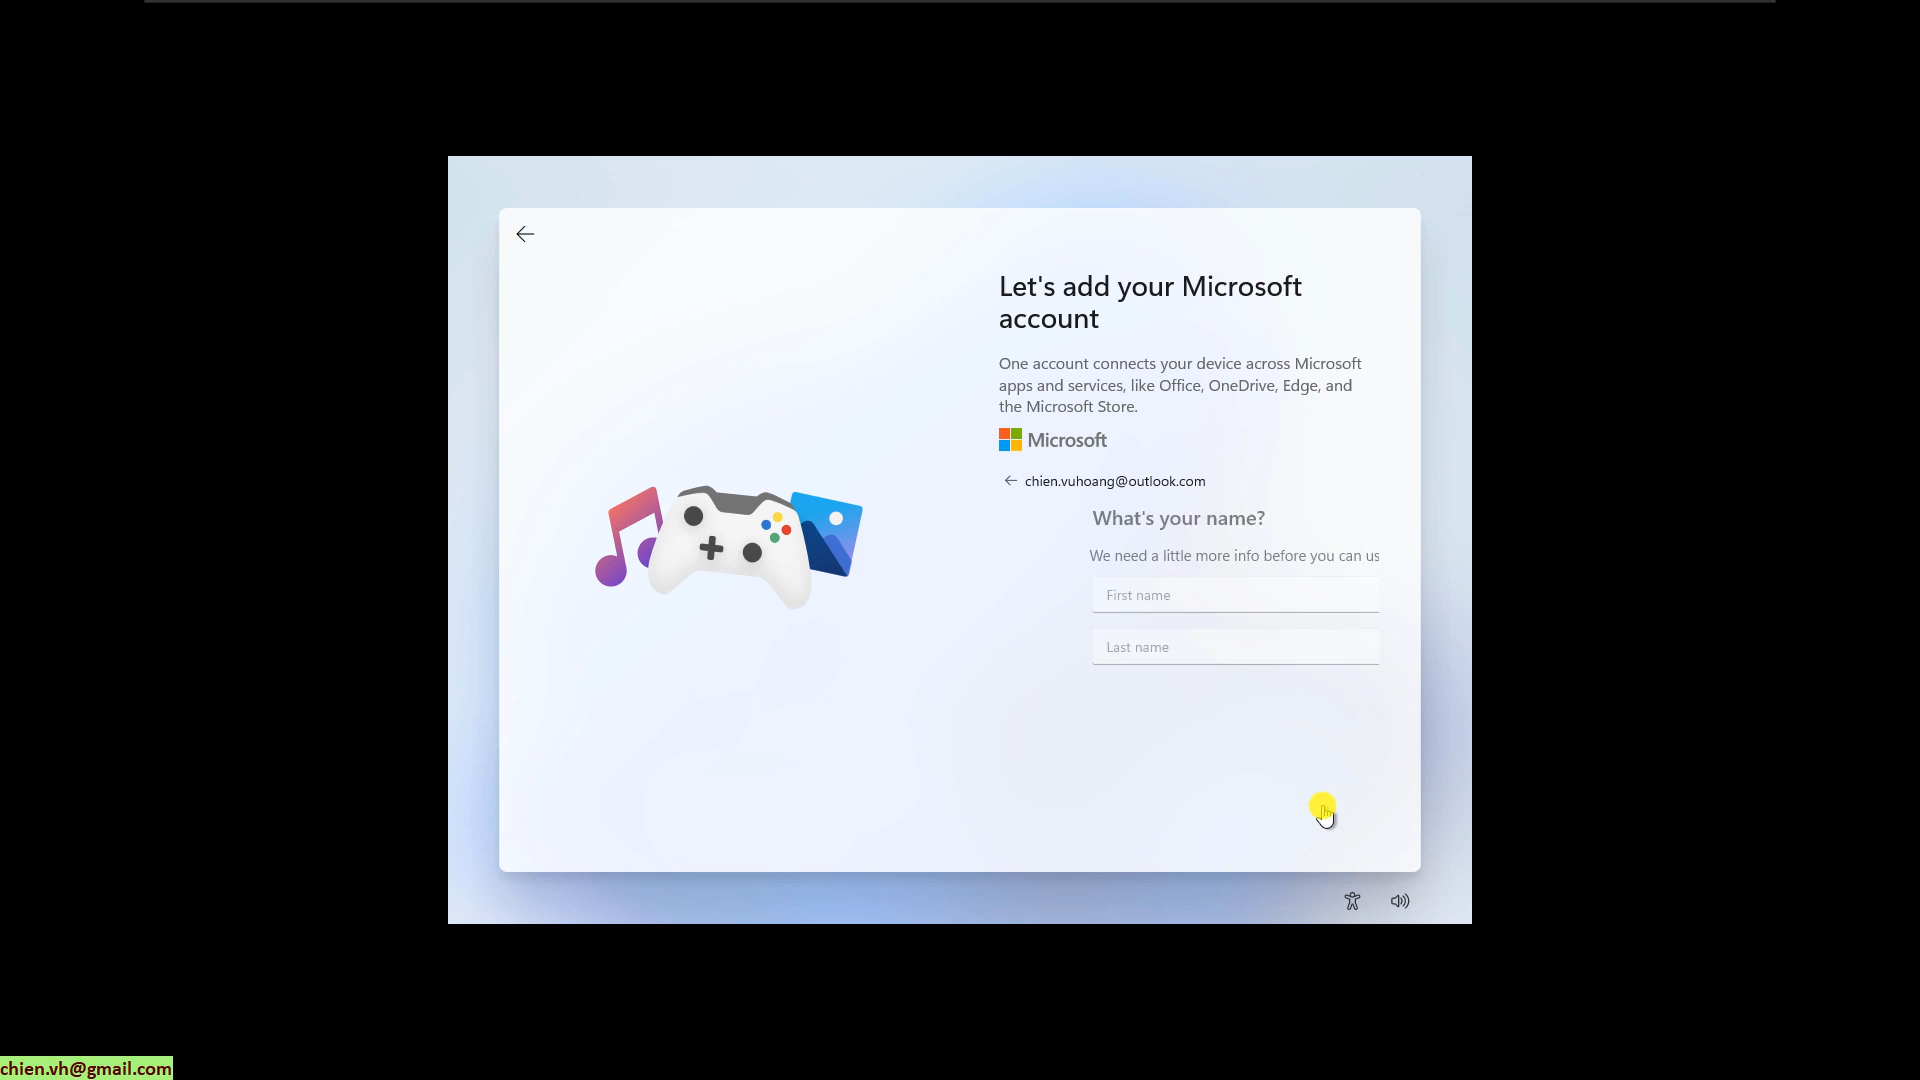 Let's add your Microsoft
account
One account connects your device across Microsoft
apps and services, like Office, OneDrive, Edge, and
the Microsoft Store.
Microsoft
chien.vuhoang@outlook.com
What's your name?
We need a little more info before you can us
First name
Last name
chien.vh@gmail.com